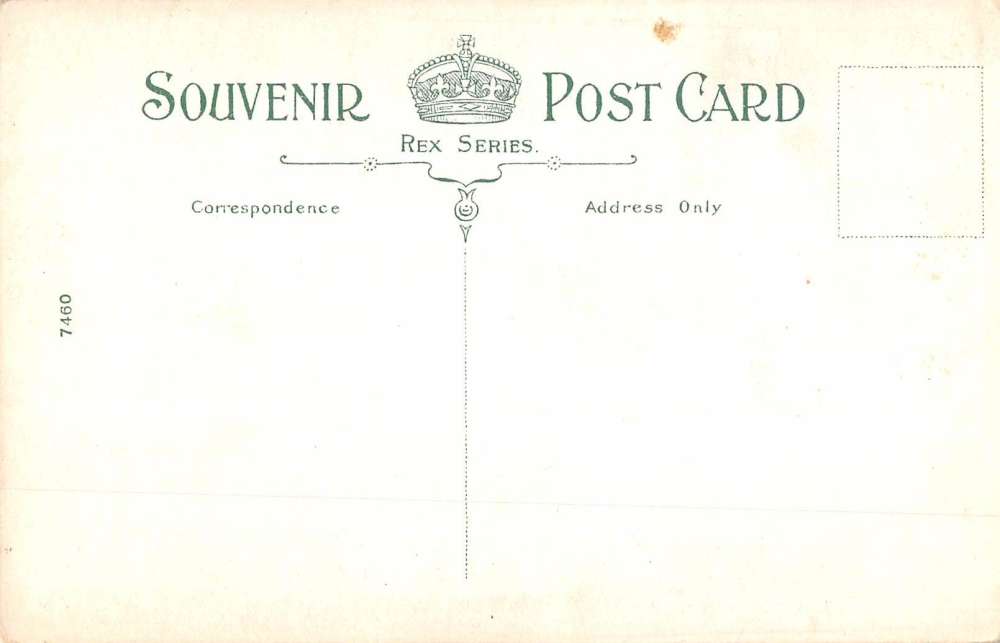 SOUVENIR POST CARD
REX SERIES.
Correspondence
Address Only
7460